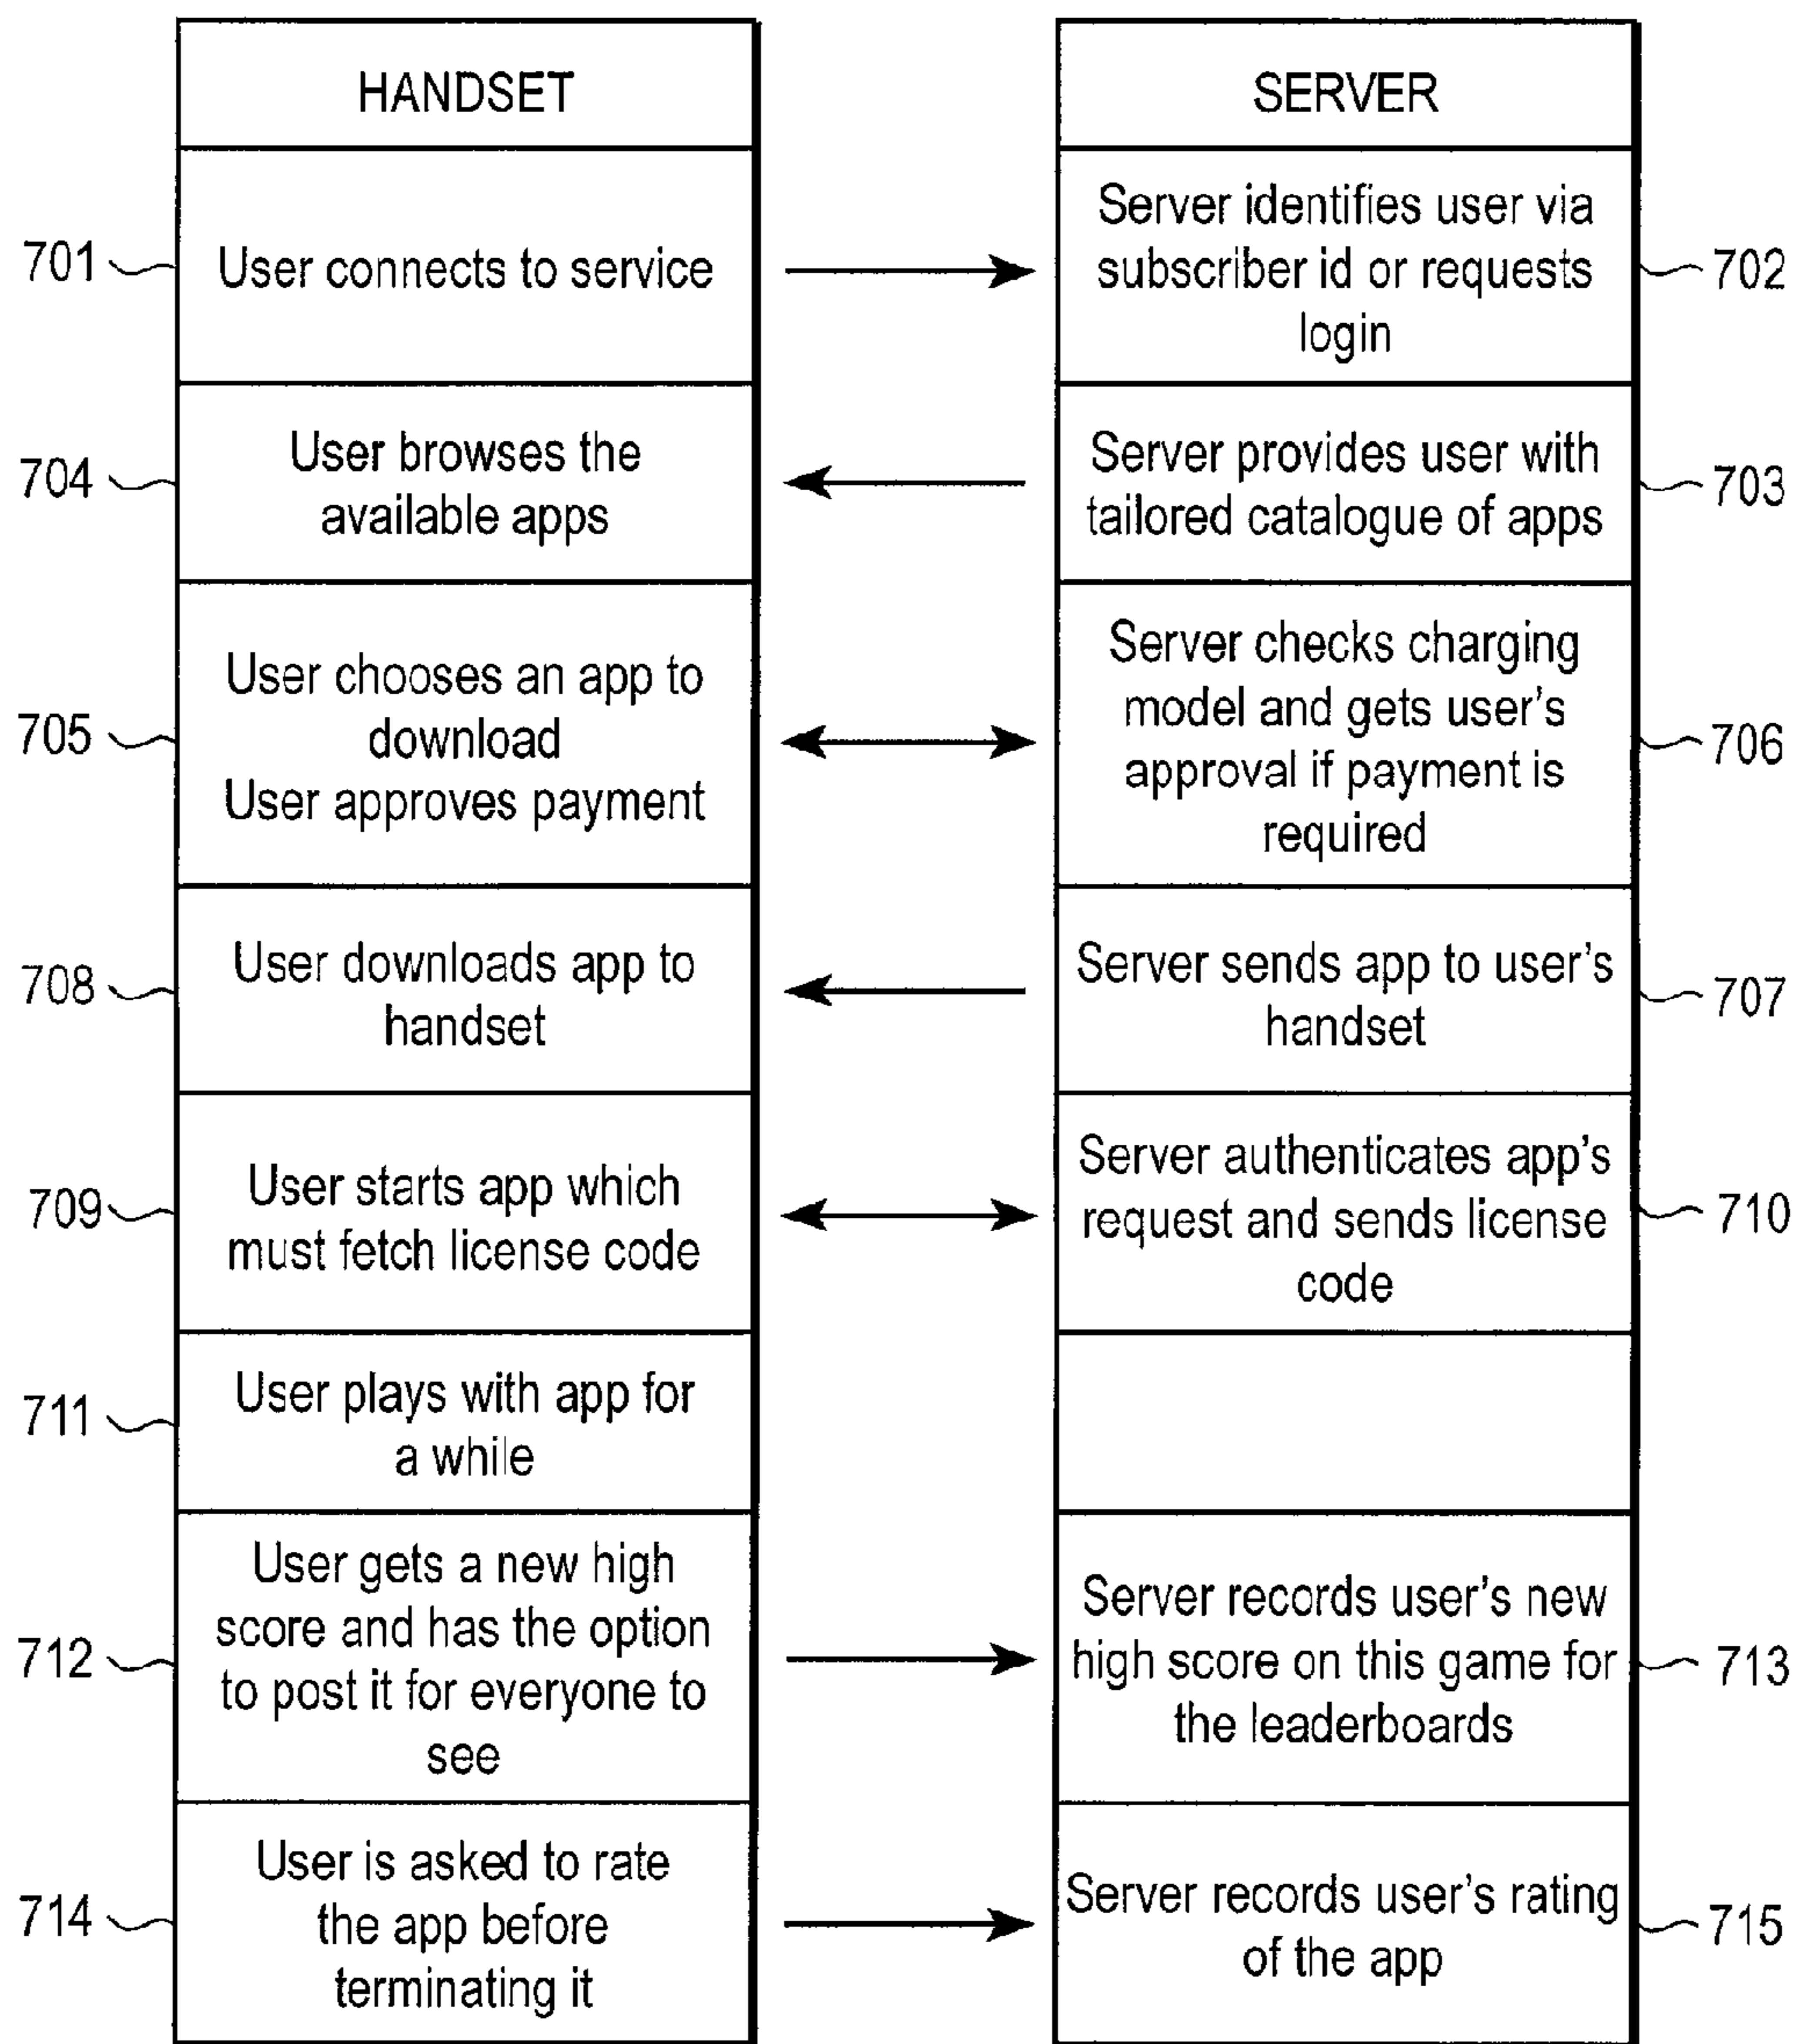 HANDSET
SERVER
701
User connects to service
Server identifies user via
subscriber id or requests
login
702
704
User browses the
available apps
Server provides user with
tailored catalogue of apps
703
705
User chooses an app to
download
User approves payment
Server checks charging
model and gets user's
approval if payment is
required
706
708
User downloads app to
handset
Server sends app to user's
handset
707
709
User starts app which
must fetch license code
Server authenticates app's
request and sends license
code
710
711
User plays with app for
a while
712
User gets a new high
score and has the option
to post it for everyone to
see
Server records user's new
high score on this game for
the leaderboards
713
714
User is asked to rate
the app before
terminating it
Server records user's rating
of the app
715